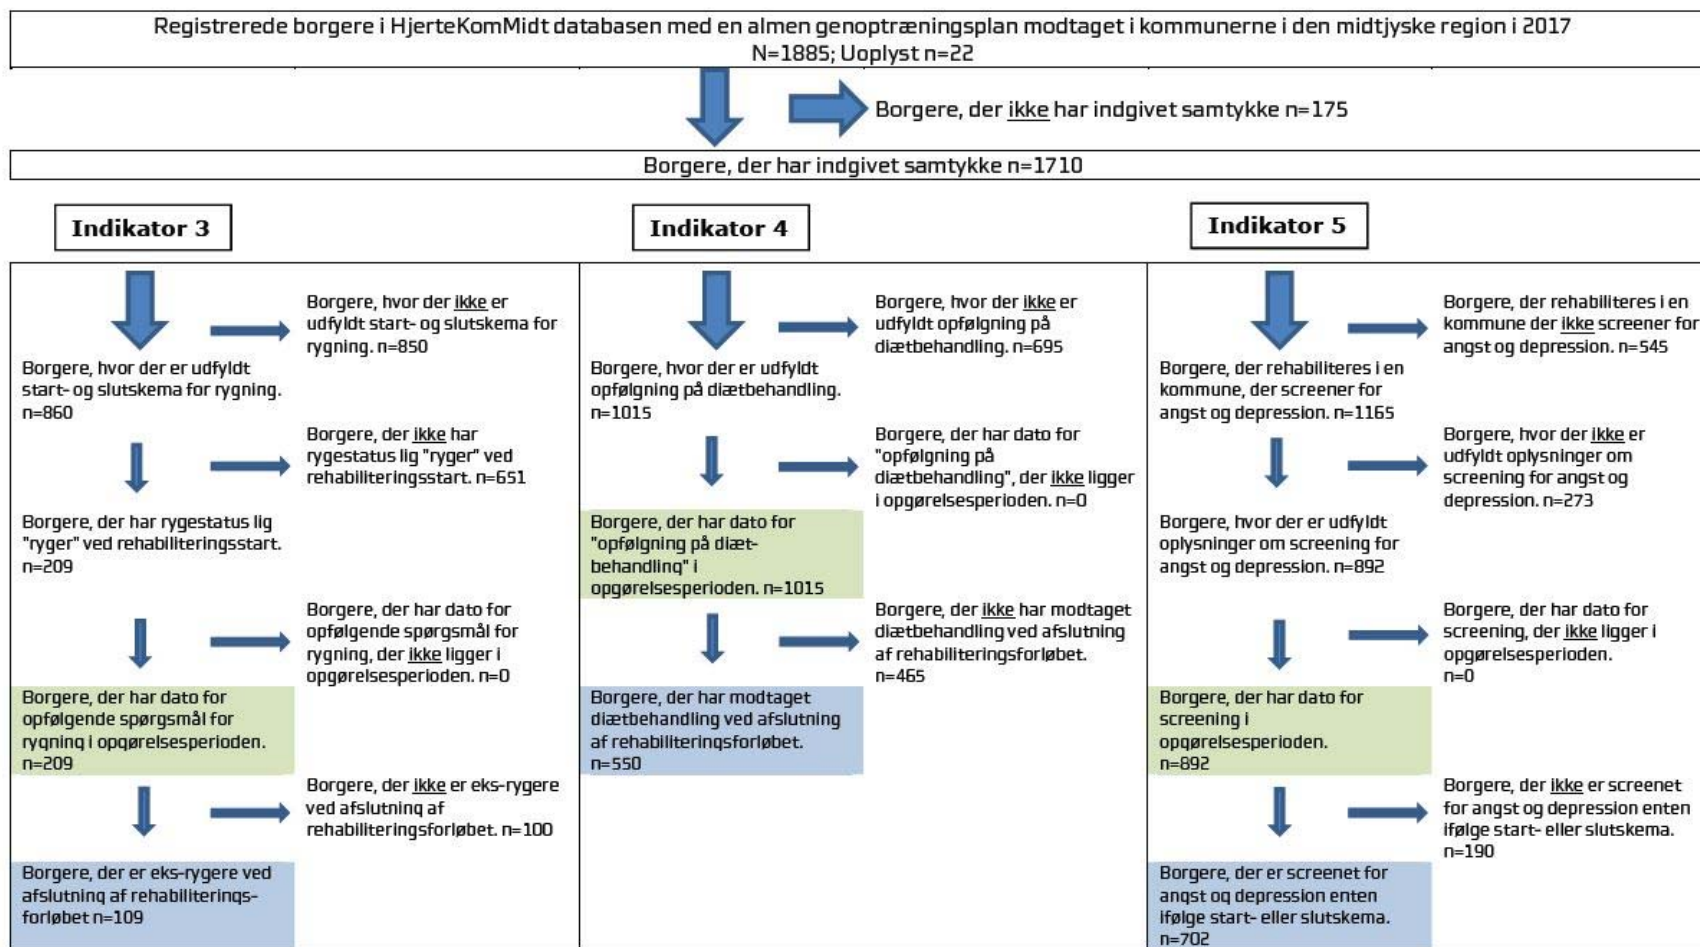 Registrerede borgere i HjerteKomMidt databasen med en almen genoptræningsplan modtaget i kommunerne i den midtjyske region i 2017
N=1885; Uoplyst n=22
Borgere, der ikke har indgivet samtykke n=175
Borgere, der har indgivet samtykke n=1710
Indikator 3
Borgere, hvor der ikke er
udfyldt start- og slutskema for
rygning. n=850
Borgere, hvor der er udfyldt
start- og slutskema for rygning.
n=860
Borgere, der ikke har
rygestatus lig "ryger" ved
rehabiliteringsstart. n=651
Borgere, der har rygestatus lig
"ryger" ved rehabiliteringsstart.
n=209
Borgere, der har dato for
opfølgende spørgsmål for
rygning, der ikke ligger i
opgørelsesperioden. n=0
Borgere, der har dato for
opfølgende spørgsmål for
rygning i opgørelsesperioden.
n=209
Borgere, der ikke er eks-rygere
ved afslutning af
rehabiliteringsforløbet. n=100
Borgere, der er eks-rygere ved
afslutning af rehabiliterings-
forløbet n=109
Indikator 4
Borgere, hvor der ikke er
udfyldt opfølgning på
diætbehandling. n=695
Borgere, hvor der er udfyldt
opfølgning på diætbehandling.
n=1015
Borgere, der har dato for
"opfølgning på
diætbehandling", der ikke ligger
i opgørelsesperioden. n=0
Borgere, der har dato for
"opfølgning på diæt-
behandling" i
opgørelsesperioden. n=1015
Borgere, der ikke har modtaget
diætbehandling ved afslutning
af rehabiliteringsforløbet.
n=465
Borgere, der har modtaget
diætbehandling ved afslutning
af rehabiliteringsforløbet.
n=550
Indikator 5
Borgere, der rehabiliteres i en
kommune der ikke screener for
angst og depression. n=545
Borgere, der rehabiliteres i en
kommune, der screener for
angst og depression. n=1165
Borgere, hvor der ikke er
udfyldt oplysninger om
screening for angst og
depression. n=273
Borgere, hvor der er udfyldt
oplysninger om screening for
angst og depression. n=892
Borgere, der har dato for
screening, der ikke ligger i
opgørelsesperioden.
n=0
Borgere, der har dato for
screening i
opgørelsesperioden.
n=892
Borgere, der ikke er screenet
for angst og depression enten
ifølge start- eller slutskema.
n=190
Borgere, der er screenet for
angst og depression enten
ifølge start- eller slutskema.
n=702